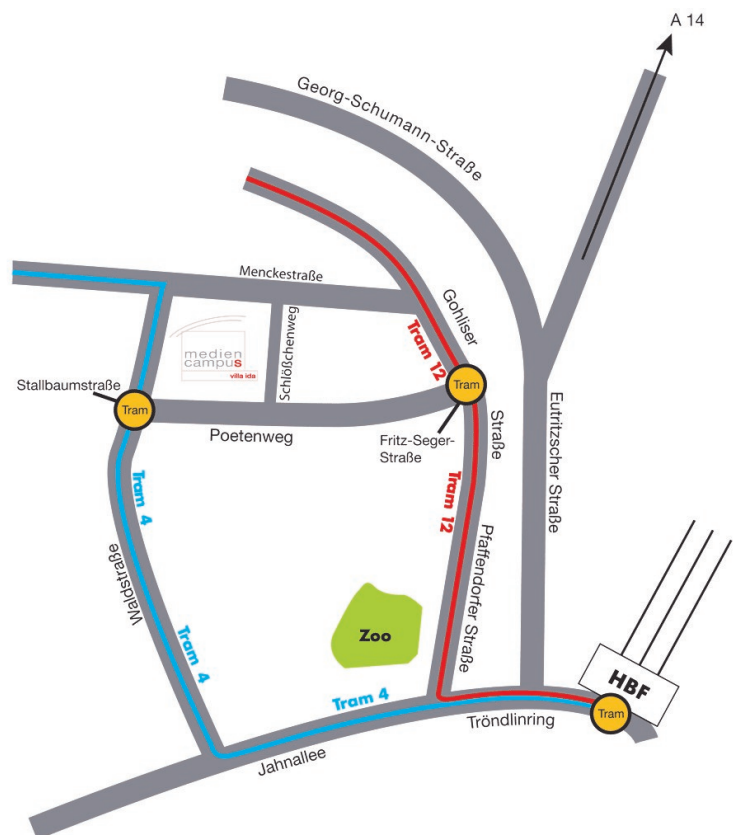 A 14
Georg-Schumann-Straße
Menckestraße
Gohliser
Straße
Tram 12
Schlößchenweg
medien
campus
villa ida
Stallbaumstraße
Tram
Tram
Poetenweg
Fritz-Seger-
Straße
Eutritzscher Straße
Tram 4
Tram 12
Waldstraße
Pfaffendorfer Straße
Zoo
Tram 4
Tram 4
HBF
Tram
Tröndlinring
Jahnallee